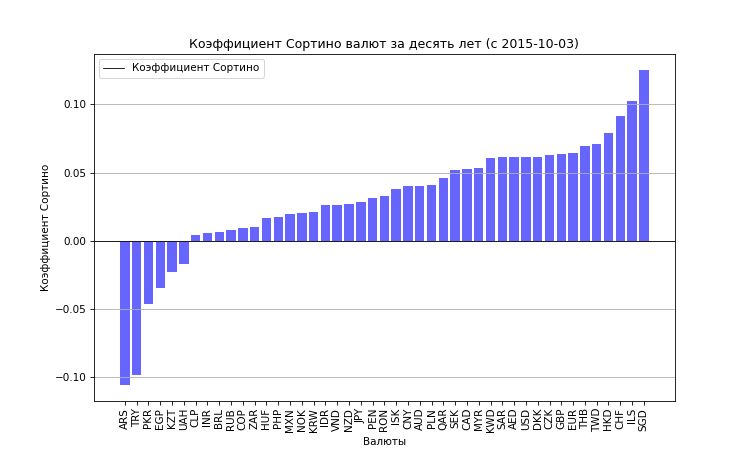 Коэффициент Сортино валют за десять лет (с 2015-10-03)
Коэффициент Сортино
0.10
0.05
0.00
−0.05
−0.10
Коэффициент Сортино
ARS
TRY
PKR
EGP
KZT
UAH
CLP
INR
BRL
RUB
COP
ZAR
HUF
PHP
MXN
NOK
KRW
IDR
VND
NZD
JPY
PEN
RON
ISK
CNY
AUD
PLN
QAR
SEK
CAD
MYR
KWD
SAR
AED
USD
DKK
CZK
GBP
EUR
THB
TWD
HKD
CHF
ILS
SGD
Валюты